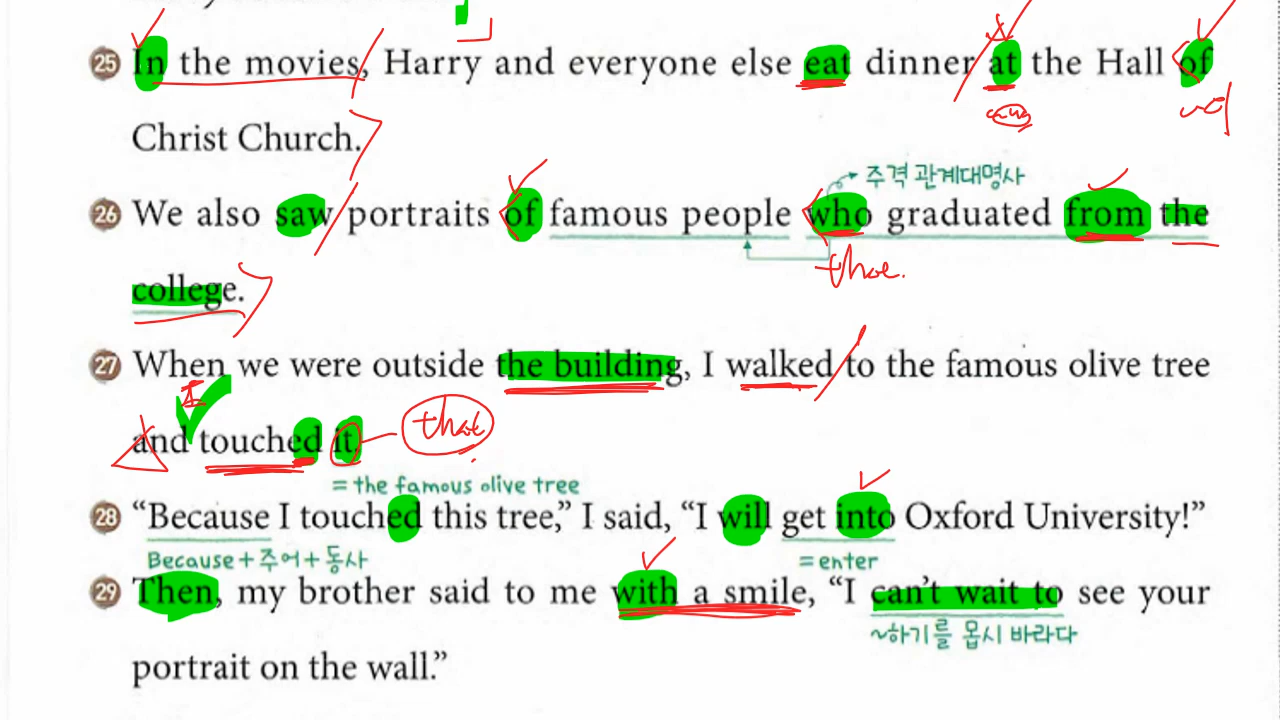 25 In the movies, Harry and everyone else eat dinner at the Hall of
Christ Church.
주격 관계대명사
26 We also saw portraits of famous people who graduated from the
college.
27 When we were outside the building, I walked to the famous olive tree
I
and touched it.
= the famous olive tree
28 “Because I touched this tree,” I said, “I will get into Oxford University!”
Because+주어+동사
=enter
29 Then, my brother said to me with a smile, “I can’t wait to see your
~하기를 몹시 바라다
portrait on the wall.”